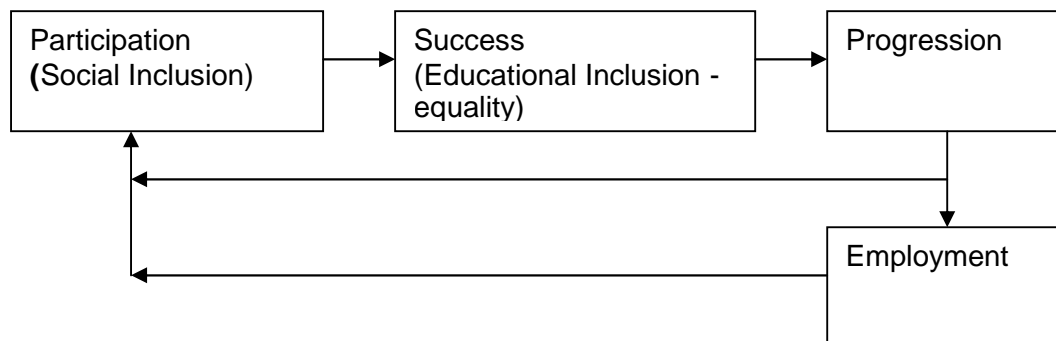 Participation
(Social Inclusion)
Success
(Educational Inclusion -
equality)
Progression
Employment